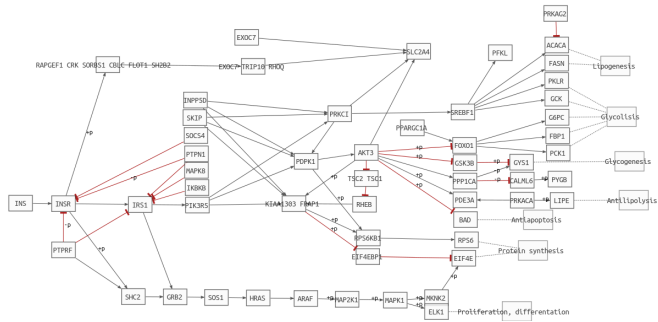 PRKAG2
EXOC7
SLC2A4
PFKL
ACACA
FASN
Lipogenesis
RAPGEF1 CRK SORBS1 CBLC FLOT1 SH2B2
EXOC7 TRIP10 RHOQ
PKLR
GCK
INPP5D
SKIP
PRKCI
SREBF1
G6PC
Glycolisis
SOCS4
PPARGC1A
FBP1
+p
FOXO1
PTPN1
AKT3
PCK1
+p
PDPK1
+p
GSK3B
GYS1
Glycogenesis
MAPK8
TSC2 TSC1
PPP1CA
+p
CALML6
PYGB
IKBKB
+p
+p
PDE3A
PRKACA
+p
LIPE
Antilipolysis
INS
INSR
IRS1
PIK3R5
KIAA1303 FRAP1
RHEB
+p
BAD
Antiapoptosis
-p
+p
RPS6KB1
RPS6
PTPRF
+p
+p
EIF4EBP1
EIF4E
Protein synthesis
+p
SHC2
GRB2
SOS1
HRAS
ARAF
+p
MAP2K1
+p
MAPK1
+p
MKNK2
+p
ELK1
Proliferation, differentiation